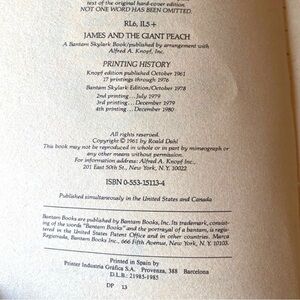 text of the original hard-cover edition.
NOT ONE WORD HAS BEEN OMITTED.
RL6, IL5+
JAMES AND THE GIANT PEACH
A Bantam Skylark Book/published by arrangement with
Alfred A. Knopf, Inc.
PRINTING HISTORY
Knopf edition published October 1961
17 printings through 1976
Bantam Skylark Edition/October 1978
2nd printing...July 1979
3rd printing...December 1979
4th printing...December 1980
All rights reserved.
Copyright © 1961 by Roald Dahl
This book may not be reproduced in whole or in part, by mimeograph or
any other means without permission.
For information address: Alfred A. Knopf Inc.,
201 East 50th St., New York, N.Y. 10022
ISBN 0-553-15113-4
Published simultaneously in the United States and Canada
Bantam Books are published by Bantam Books, Inc. Its trademark, consist-
ing of the words "Bantam Books" and the portrayal of a bantam, is regis-
tered in the United States Patent Office and in other countries. Marca
Registrada, Bantam Books Inc., 666 Fifth Avenue, New York, N.Y. 10103.
Printed in Spain by
Printer Industria Gráfica S.A. Provenza, 388 Barcelona
D.L.B. 21985-1985
DP 13